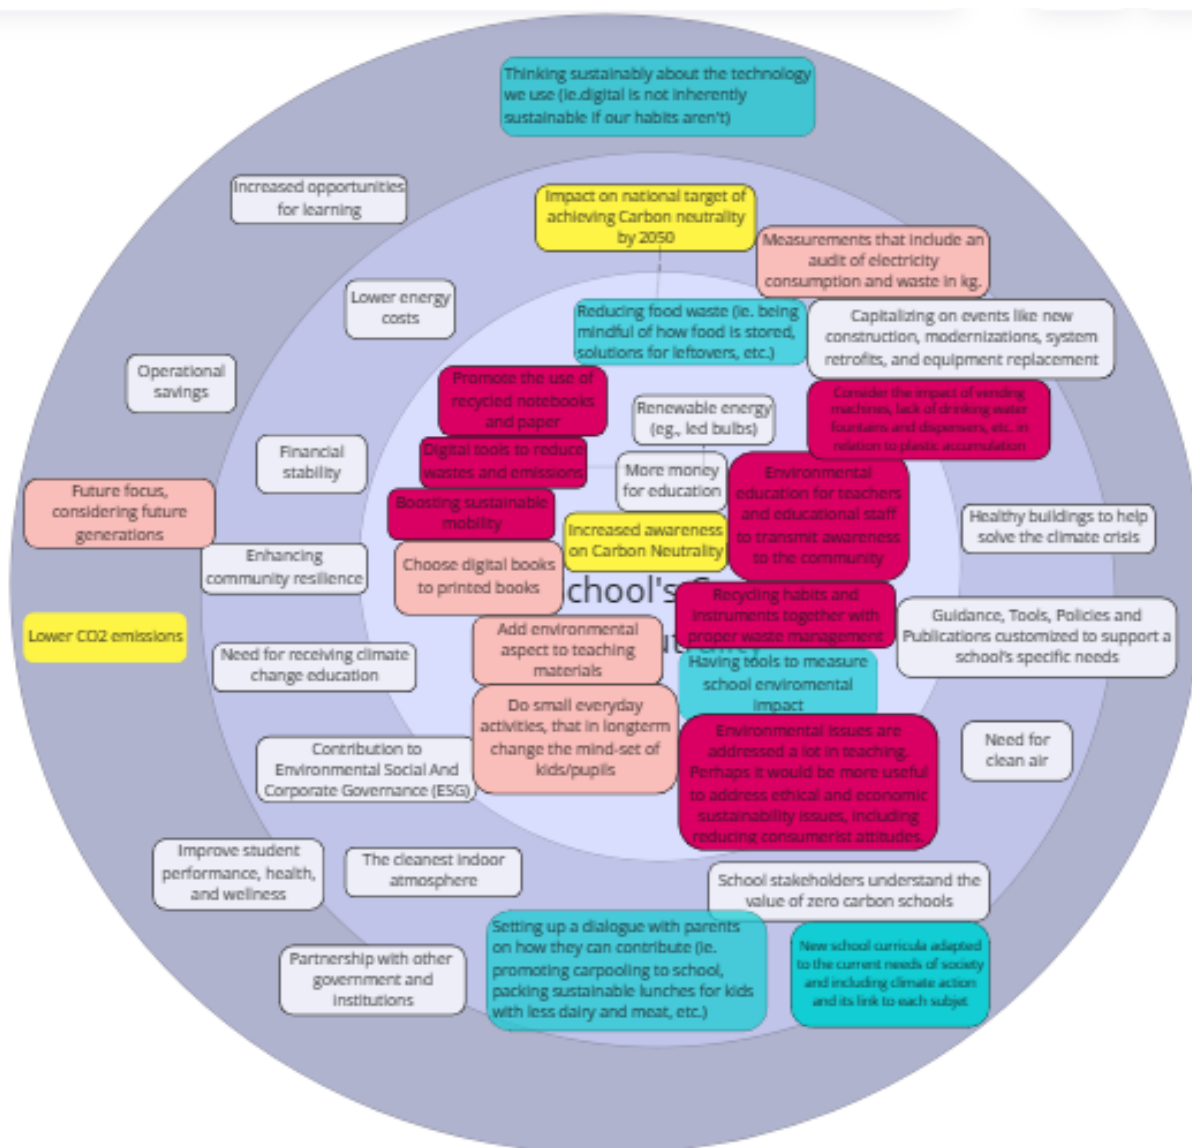 Thinking sustainably about the technology
we use (ie.digital is not inherently
sustainable if our habits aren't)
Increased opportunities
for learning
Impact on national target of
achieving Carbon neutrality
by 2050
Measurements that include an
audit of electricity
consumption and waste in kg.
Lower energy
costs
Reducing food waste (ie. being
mindful of how food is stored,
solutions for leftovers, etc.)
Capitalizing on events like new
construction, modernizations, system
retrofits, and equipment replacement
Operational
savings
Promote the use of
recycled notebooks
and paper
Renewable energy
(eg., led bulbs)
Consider the impact of vending
machines, lack of drinking water
fountains and dispensers, etc. in
relation to plastic accumulation
Financial
stability
Digital tools to reduce
wastes and emissions
More money
for education
Environmental
education for teachers
and educational staff
to transmit awareness
to the community
Future focus,
considering future
generations
Boosting sustainable
mobility
Increased awareness
on Carbon Neutrality
Healthy buildings to help
solve the climate crisis
Enhancing
community resilience
Choose digital books
to printed books
chool's
Recycling habits and
instruments together with
proper waste management
Guidance, Tools, Policies and
Publications customized to support a
school's specific needs
Lower CO2 emissions
Add environmental
aspect to teaching
materials
Need for receiving climate
change education
Having tools to measure
school enviromental
impact
Do small everyday
activities, that in longterm
change the mind-set of
kids/pupils
Environmental issues are
addressed a lot in teaching.
Perhaps it would be more useful
to address ethical and economic
sustainability issues, including
reducing consumerist attitudes.
Need for
clean air
Contribution to
Environmental Social And
Corporate Governance (ESG)
Improve student
performance, health,
and wellness
The cleanest indoor
atmosphere
School stakeholders understand the
value of zero carbon schools
Setting up a dialogue with parents
on how they can contribute (ie.
promoting carpooling to school,
packing sustainable lunches for kids
with less dairy and meat, etc.)
New school curricula adapted
to the current needs of society
and including climate action
and its link to each subjet
Partnership with other
government and
institutions